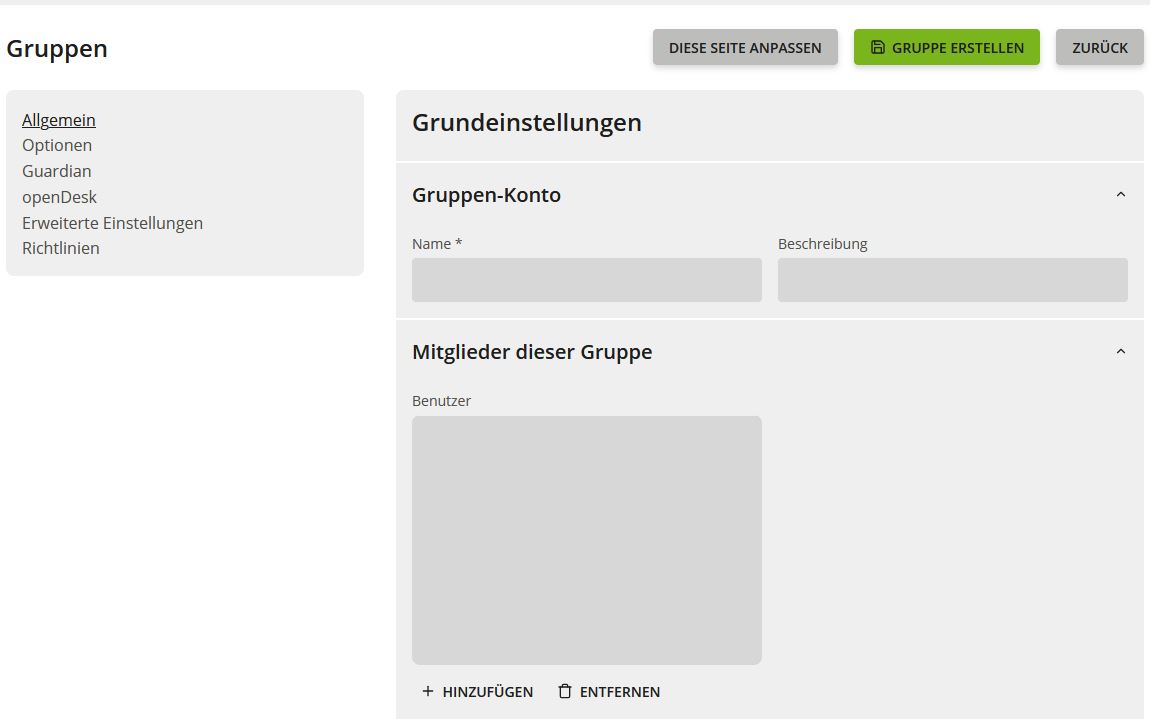 Gruppen
DIESE SEITE ANPASSEN
GRUPPE ERSTELLEN
ZURÜCK
Allgemein
Optionen
Guardian
openDesk
Erweiterte Einstellungen
Richtlinien
Grundeinstellungen
Gruppen-Konto
Name *
Beschreibung
Mitglieder dieser Gruppe
Benutzer
HINZUFÜGEN
ENTFERNEN